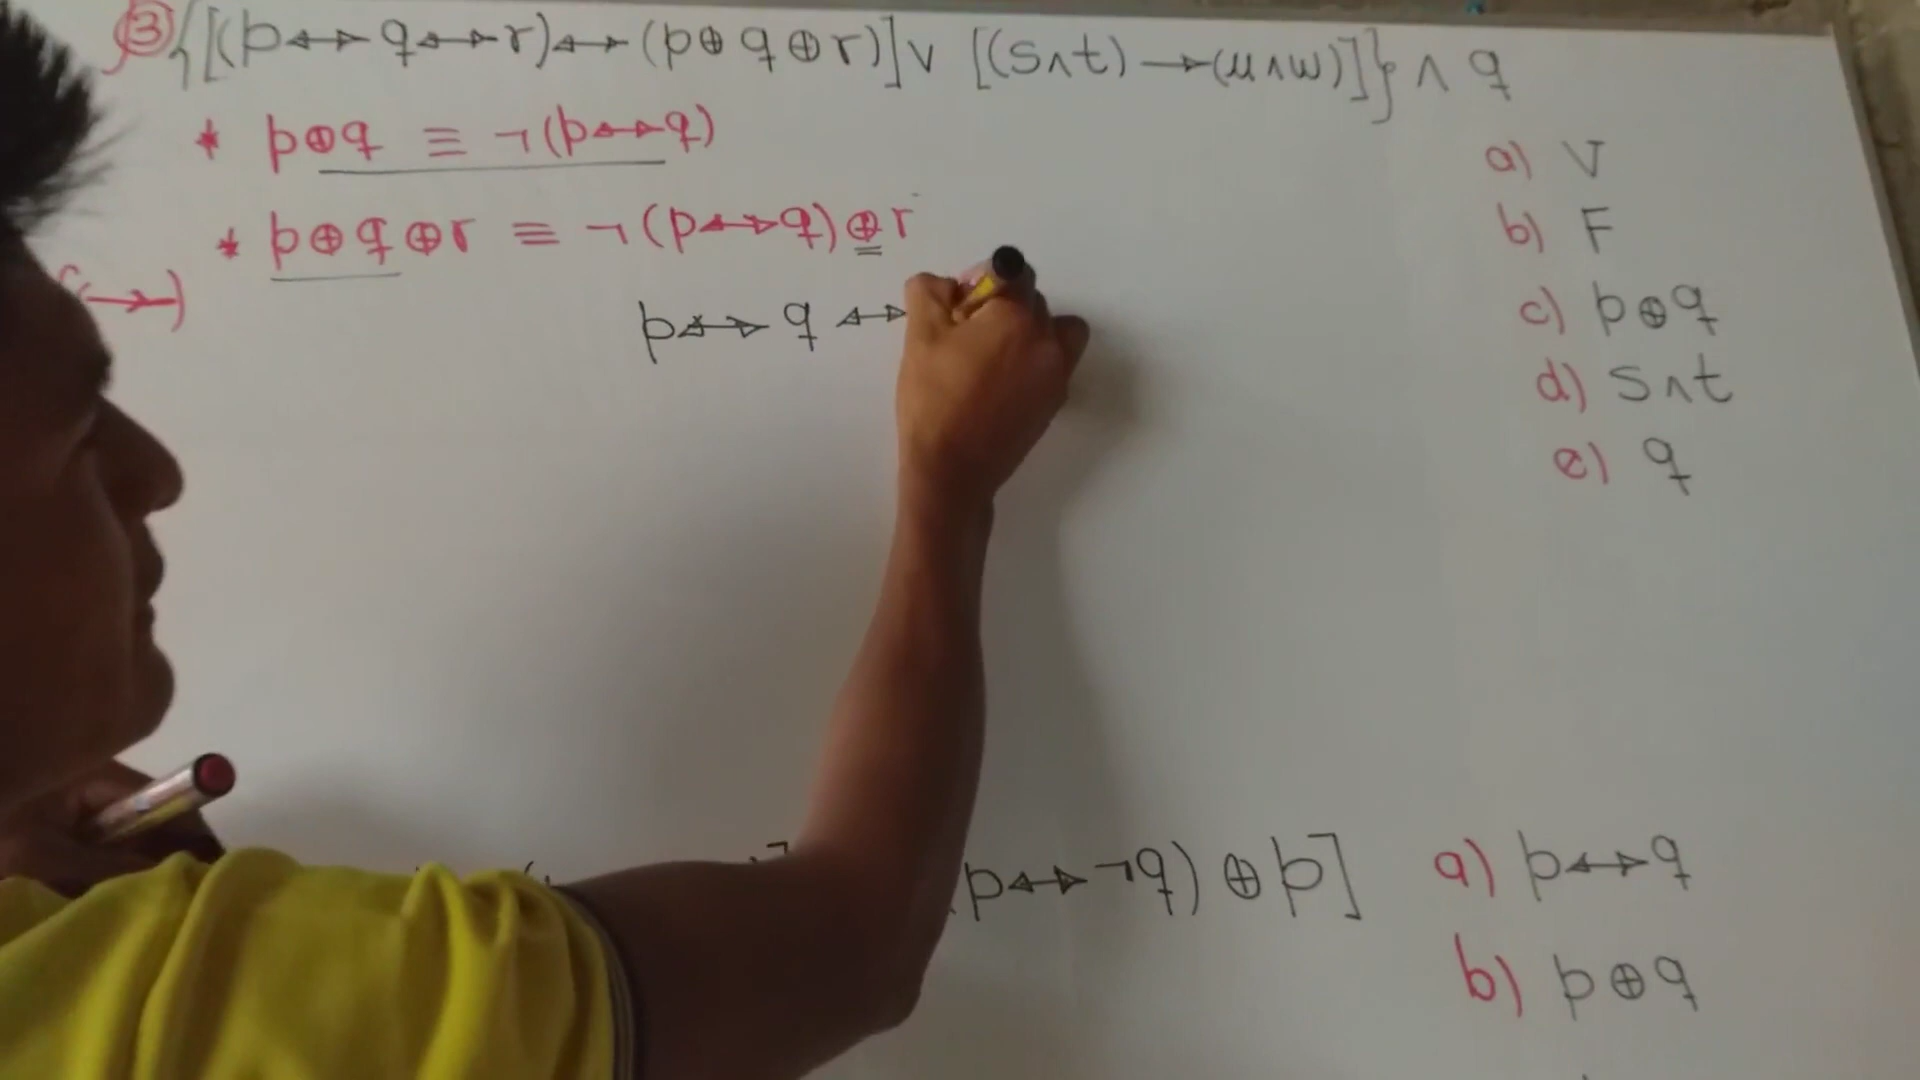 ③ {[(p↔q↔r)↔(p⊕q⊕r)]∨[(s∧t)→(u∧w)]}∧q
* p⊕q ≡ ¬(p↔q)
* p⊕q⊕r ≡ ¬(p↔q)⊕r
p↔q↔
a) V
b) F
c) p⊕q
d) s∧t
e) q
p↔¬q)⊕p]
a) p↔q
b) p⊕q